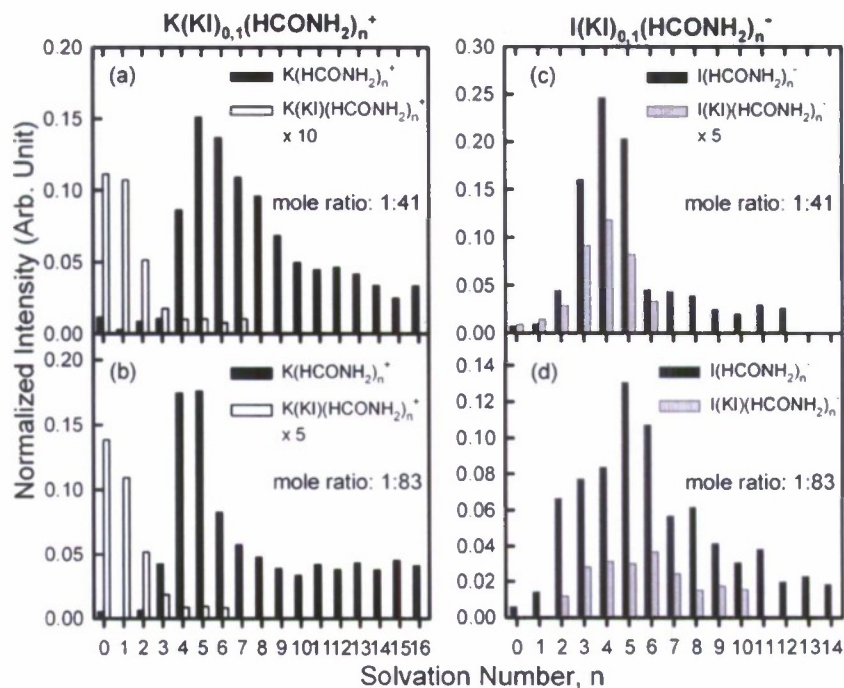 K(KI)0,1(HCONH2)n+
I(KI)0,1(HCONH2)n-
Normalized Intensity (Arb. Unit)
0.20
0.15
0.10
0.05
0.00
(a)
K(HCONH2)n+
K(KI)(HCONH2)n+
x 10
mole ratio: 1:41
0.30
0.25
0.20
0.15
0.10
0.05
0.00
(c)
I(HCONH2)n-
I(KI)(HCONH2)n-
x 5
mole ratio: 1:41
0.20
0.15
0.10
0.05
0.00
(b)
K(HCONH2)n+
K(KI)(HCONH2)n+
x 5
mole ratio: 1:83
0 1 2 3 4 5 6 7 8 9 10 11 12 13 14 15 16
0.14
0.12
0.10
0.08
0.06
0.04
0.02
0.00
(d)
I(HCONH2)n-
I(KI)(HCONH2)n-
mole ratio: 1:83
0 1 2 3 4 5 6 7 8 9 10 11 12 13 14
Solvation Number, n